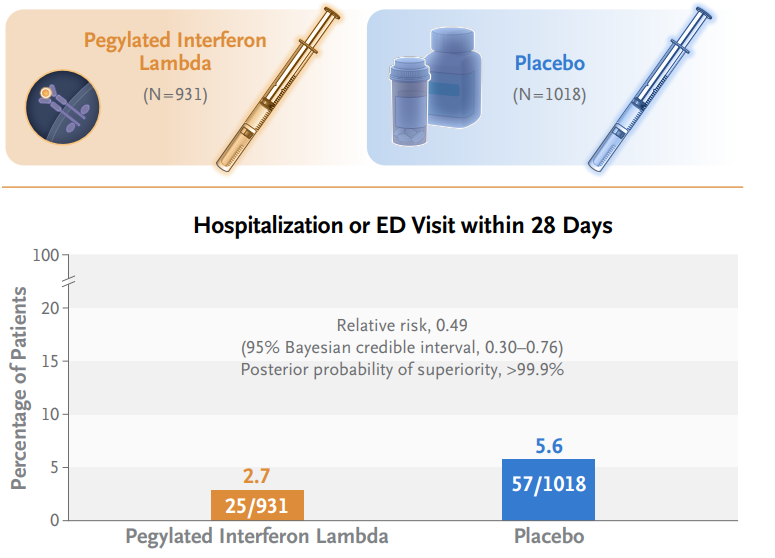 Pegylated Interferon
Lambda
(N=931)
Placebo
(N=1018)
Hospitalization or ED Visit within 28 Days
Percentage of Patients
100
20
15
10
5
0
Relative risk, 0.49
(95% Bayesian credible interval, 0.30–0.76)
Posterior probability of superiority, >99.9%
2.7
25/931
5.6
57/1018
Pegylated Interferon Lambda
Placebo